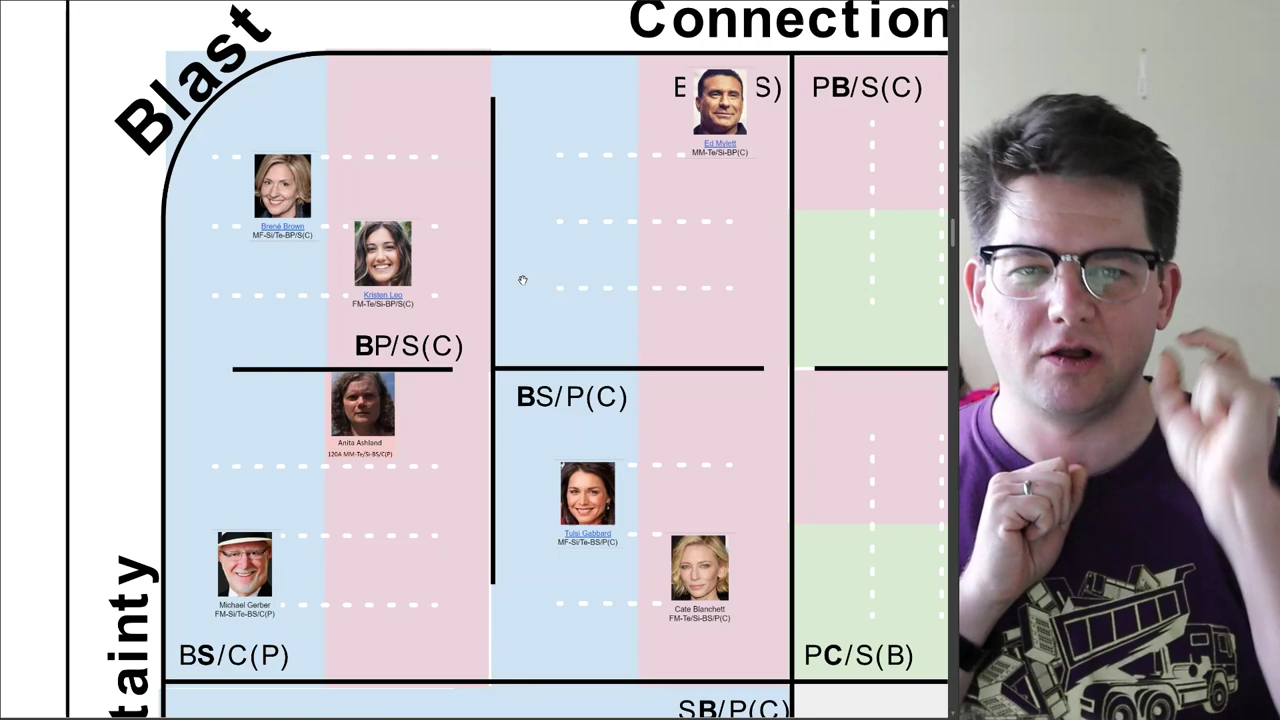 Connection
Blast
E S)
Ed Mylett
MM-Te/Si-BP(C)
PB/S(C)
Brené Brown
MF-Si/Te-BP/S(C)
Kristen Leo
FM-Te/Si-BP/S(C)
BP/S(C)
BS/P(C)
Anita Ashland
120A MM-Te/Si-BS/C(P)
Tulsi Gabbard
MF-Si/Te-BS/P(C)
Michael Gerber
FM-Si/Te-BS/C(P)
Cate Blanchett
FM-Te/Si-BS/P(C)
BS/C(P)
PC/S(B)
tainty
SB/P(C)